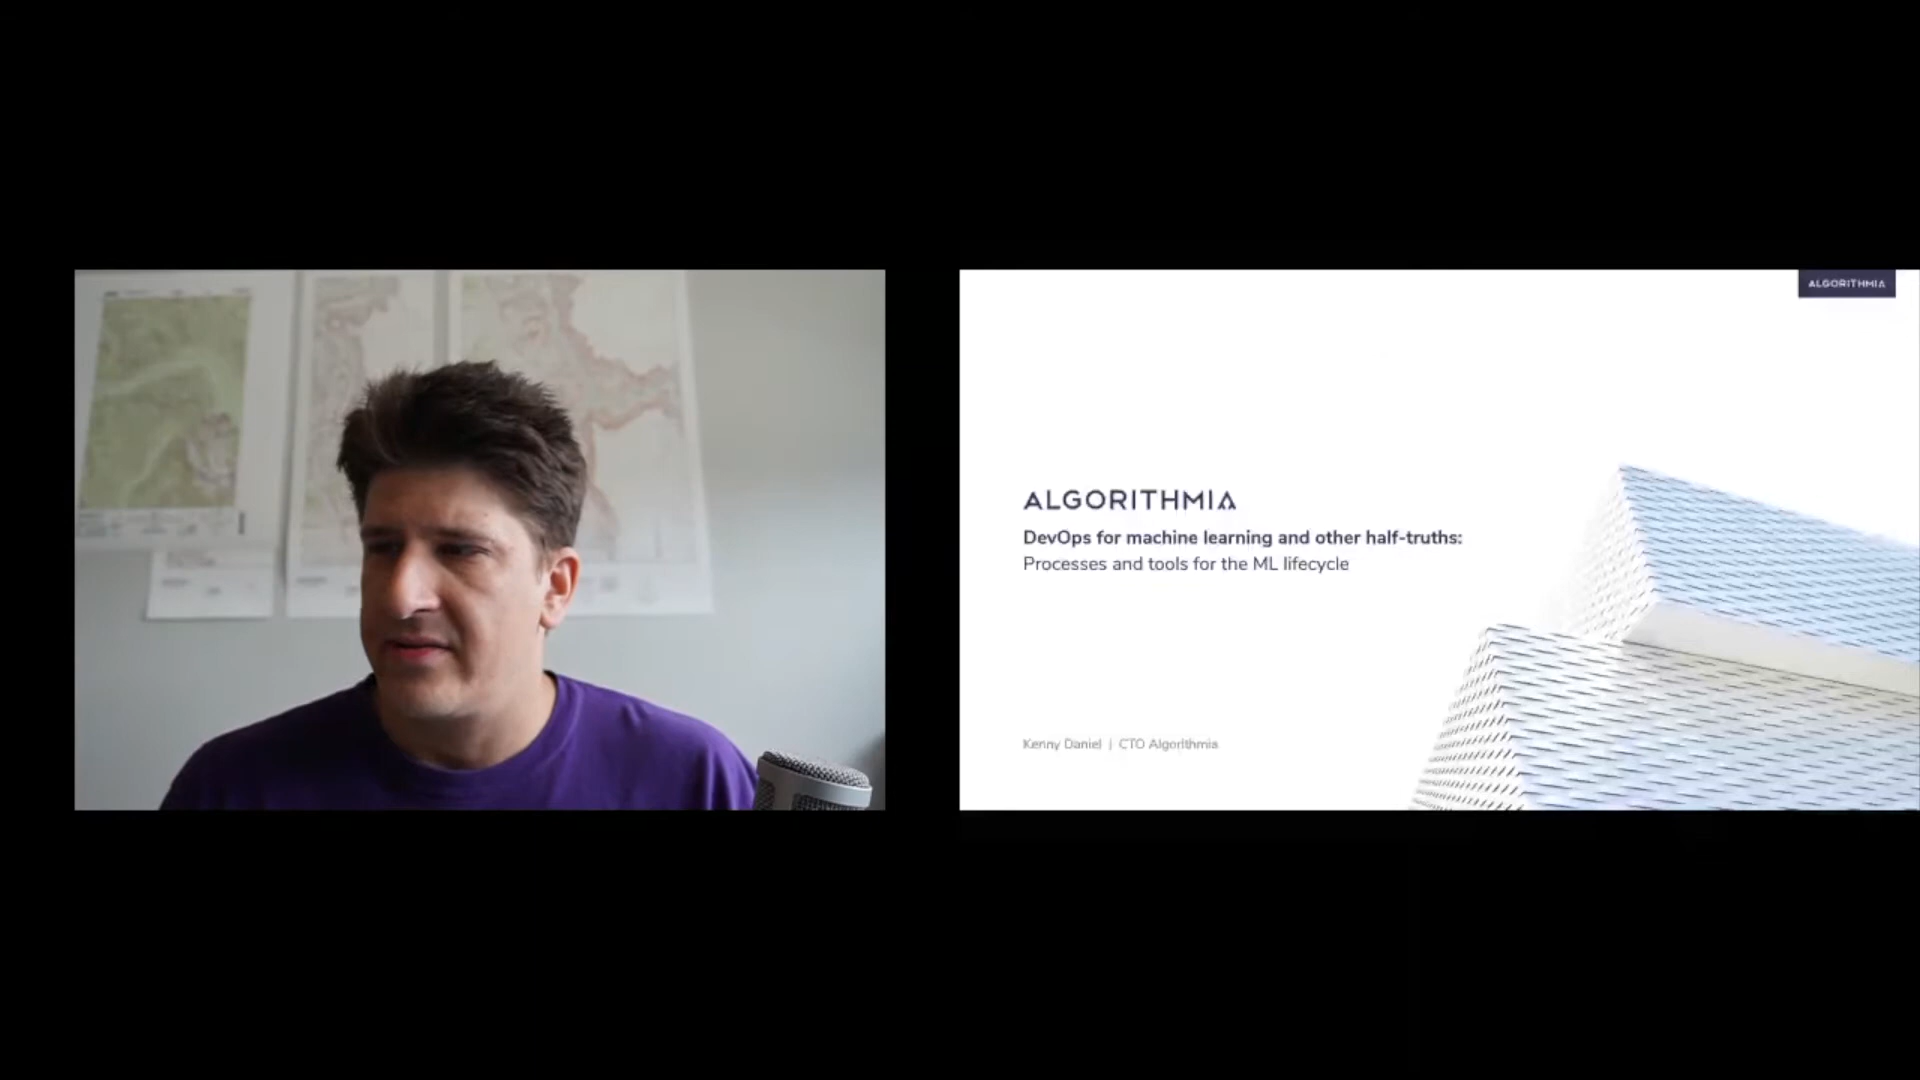 ALGORITHMIA
ALGORITHMIA
DevOps for machine learning and other half-truths:
Processes and tools for the ML lifecycle
Kenny Daniel | CTO Algorithmia